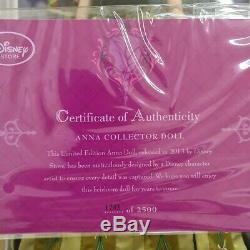 Disney
STORE
Certificate of Authenticity
ANNA COLLECTOR DOLL
This Limited Edition Anna Doll, released in 2013 by Disney
Store, has been meticulously designed by a Disney character
artist to ensure every detail was captured. We hope you will enjoy
this heirloom doll for years to come.
of 2500